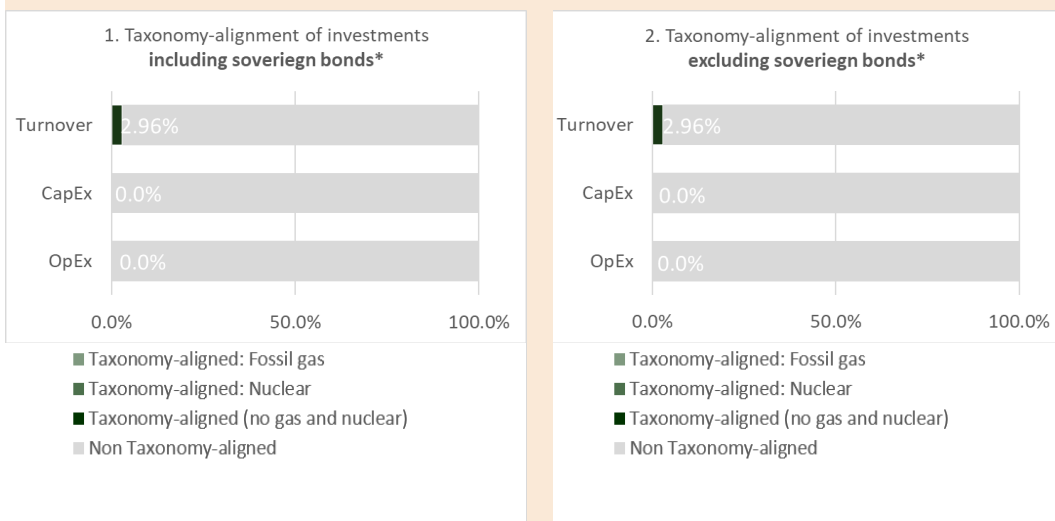 1. Taxonomy-alignment of investments
including soveriegn bonds*
Turnover
2.96%
CapEx
0.0%
OpEx
0.0%
0.0%
50.0%
100.0%
Taxonomy-aligned: Fossil gas
Taxonomy-aligned: Nuclear
Taxonomy-aligned (no gas and nuclear)
Non Taxonomy-aligned
2. Taxonomy-alignment of investments
excluding soveriegn bonds*
Turnover
2.96%
CapEx
0.0%
OpEx
0.0%
0.0%
50.0%
100.0%
Taxonomy-aligned: Fossil gas
Taxonomy-aligned: Nuclear
Taxonomy-aligned (no gas and nuclear)
Non Taxonomy-aligned